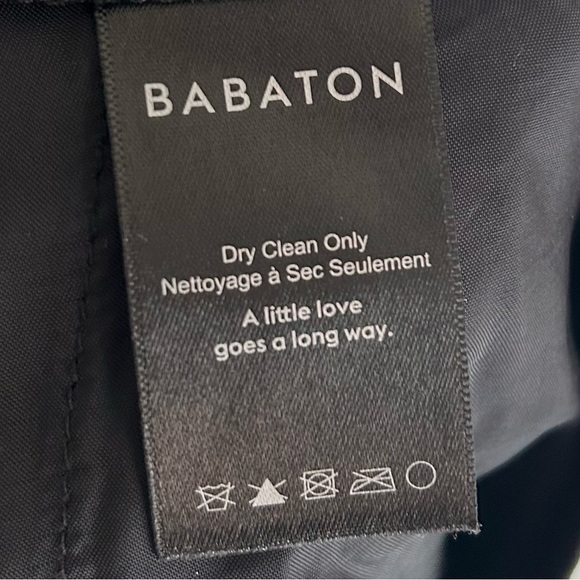 BABATON
Dry Clean Only
Nettoyage à Sec Seulement
A little love
goes a long way.